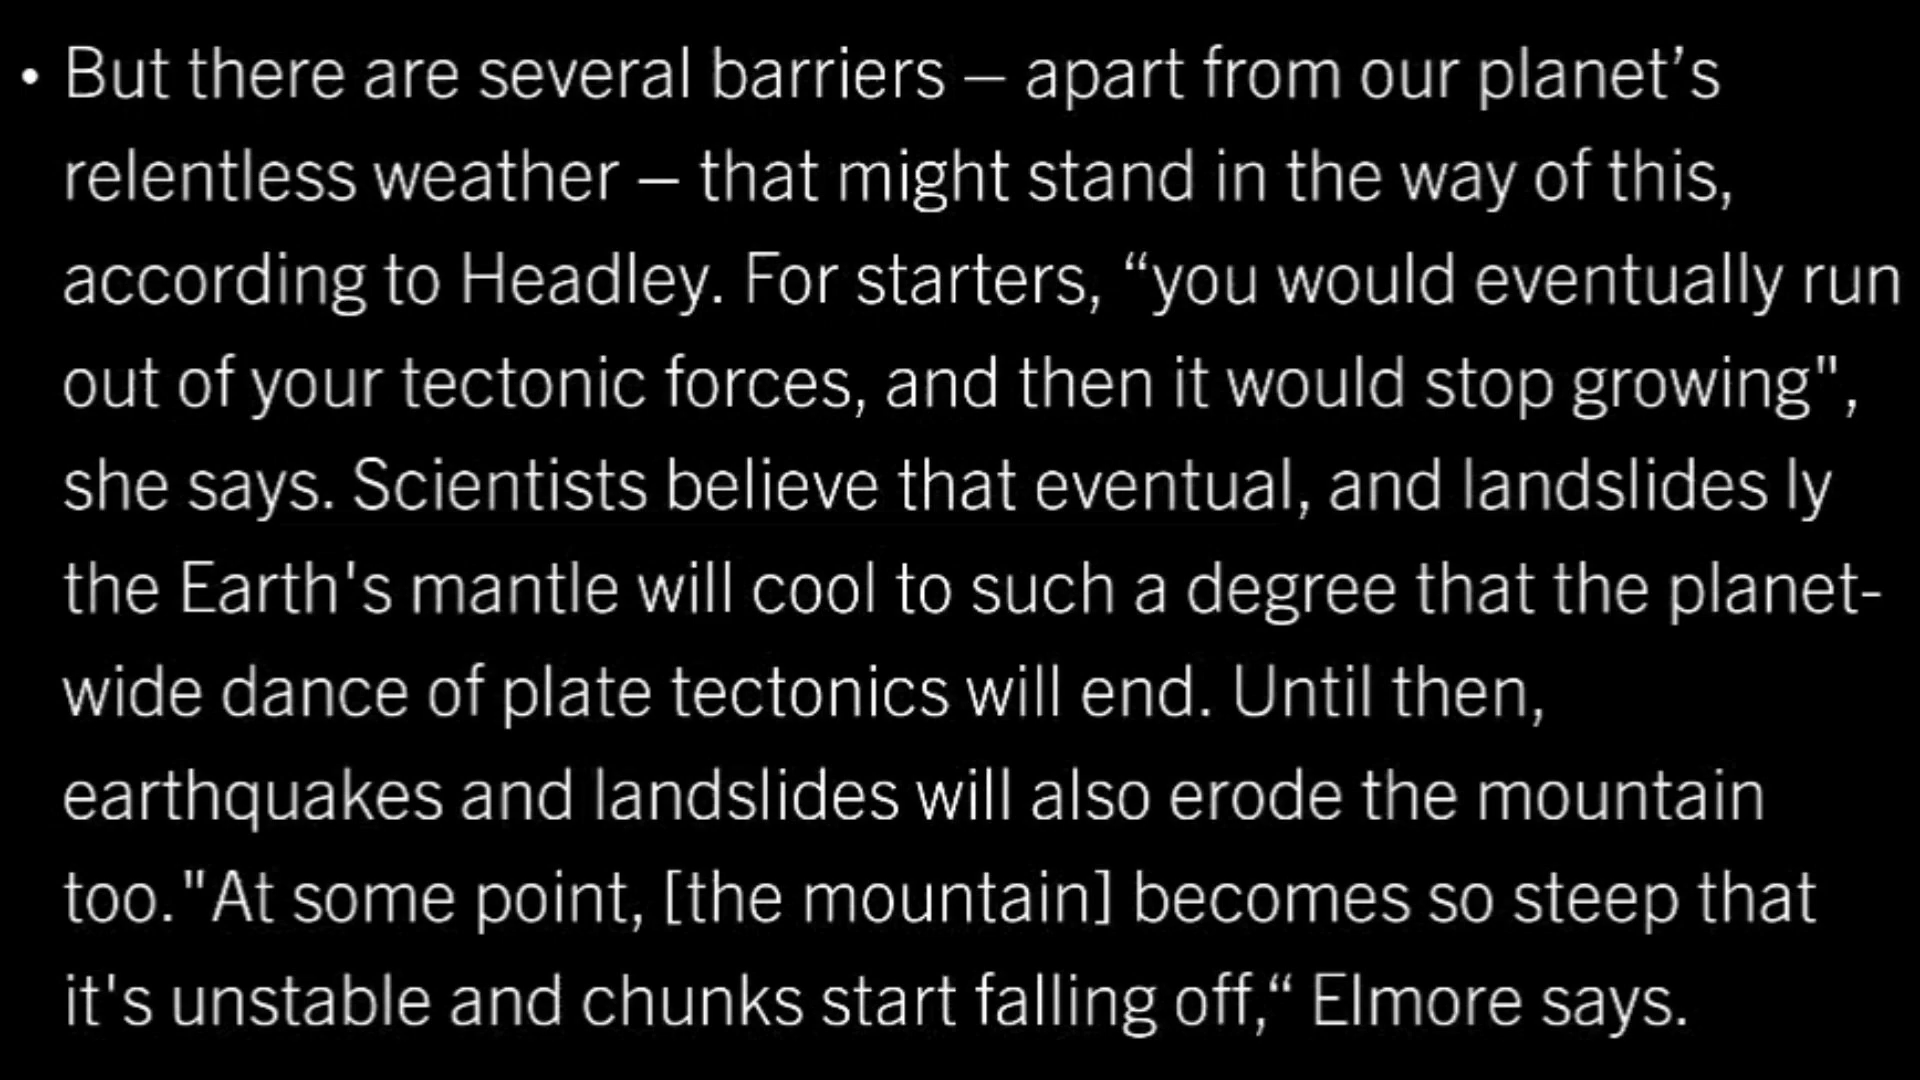 • But there are several barriers – apart from our planet’s
relentless weather – that might stand in the way of this,
according to Headley. For starters, “you would eventually run
out of your tectonic forces, and then it would stop growing",
she says. Scientists believe that eventual, and landslides ly
the Earth's mantle will cool to such a degree that the planet-
wide dance of plate tectonics will end. Until then,
earthquakes and landslides will also erode the mountain
too."At some point, [the mountain] becomes so steep that
it's unstable and chunks start falling off,“ Elmore says.